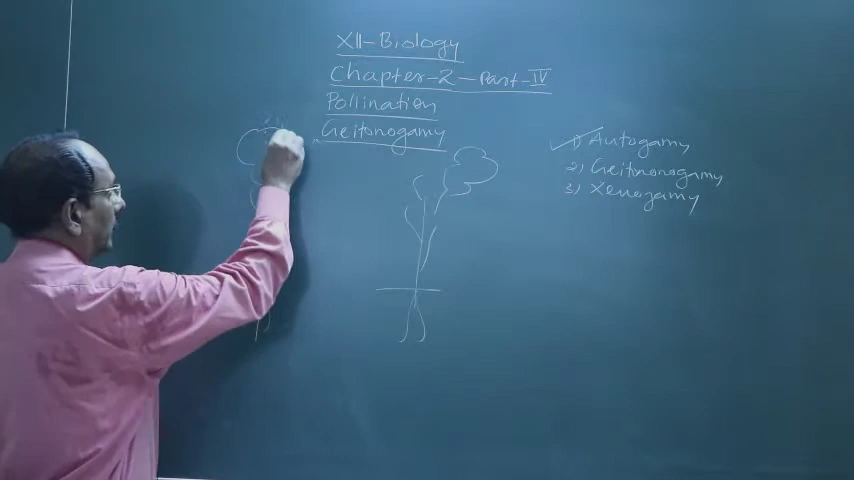 XII-Biology
Chapter-2-Part-IV
Pollination
Geitonogamy
1) Autogamy
2) Geitonogamy
3) Xenogamy